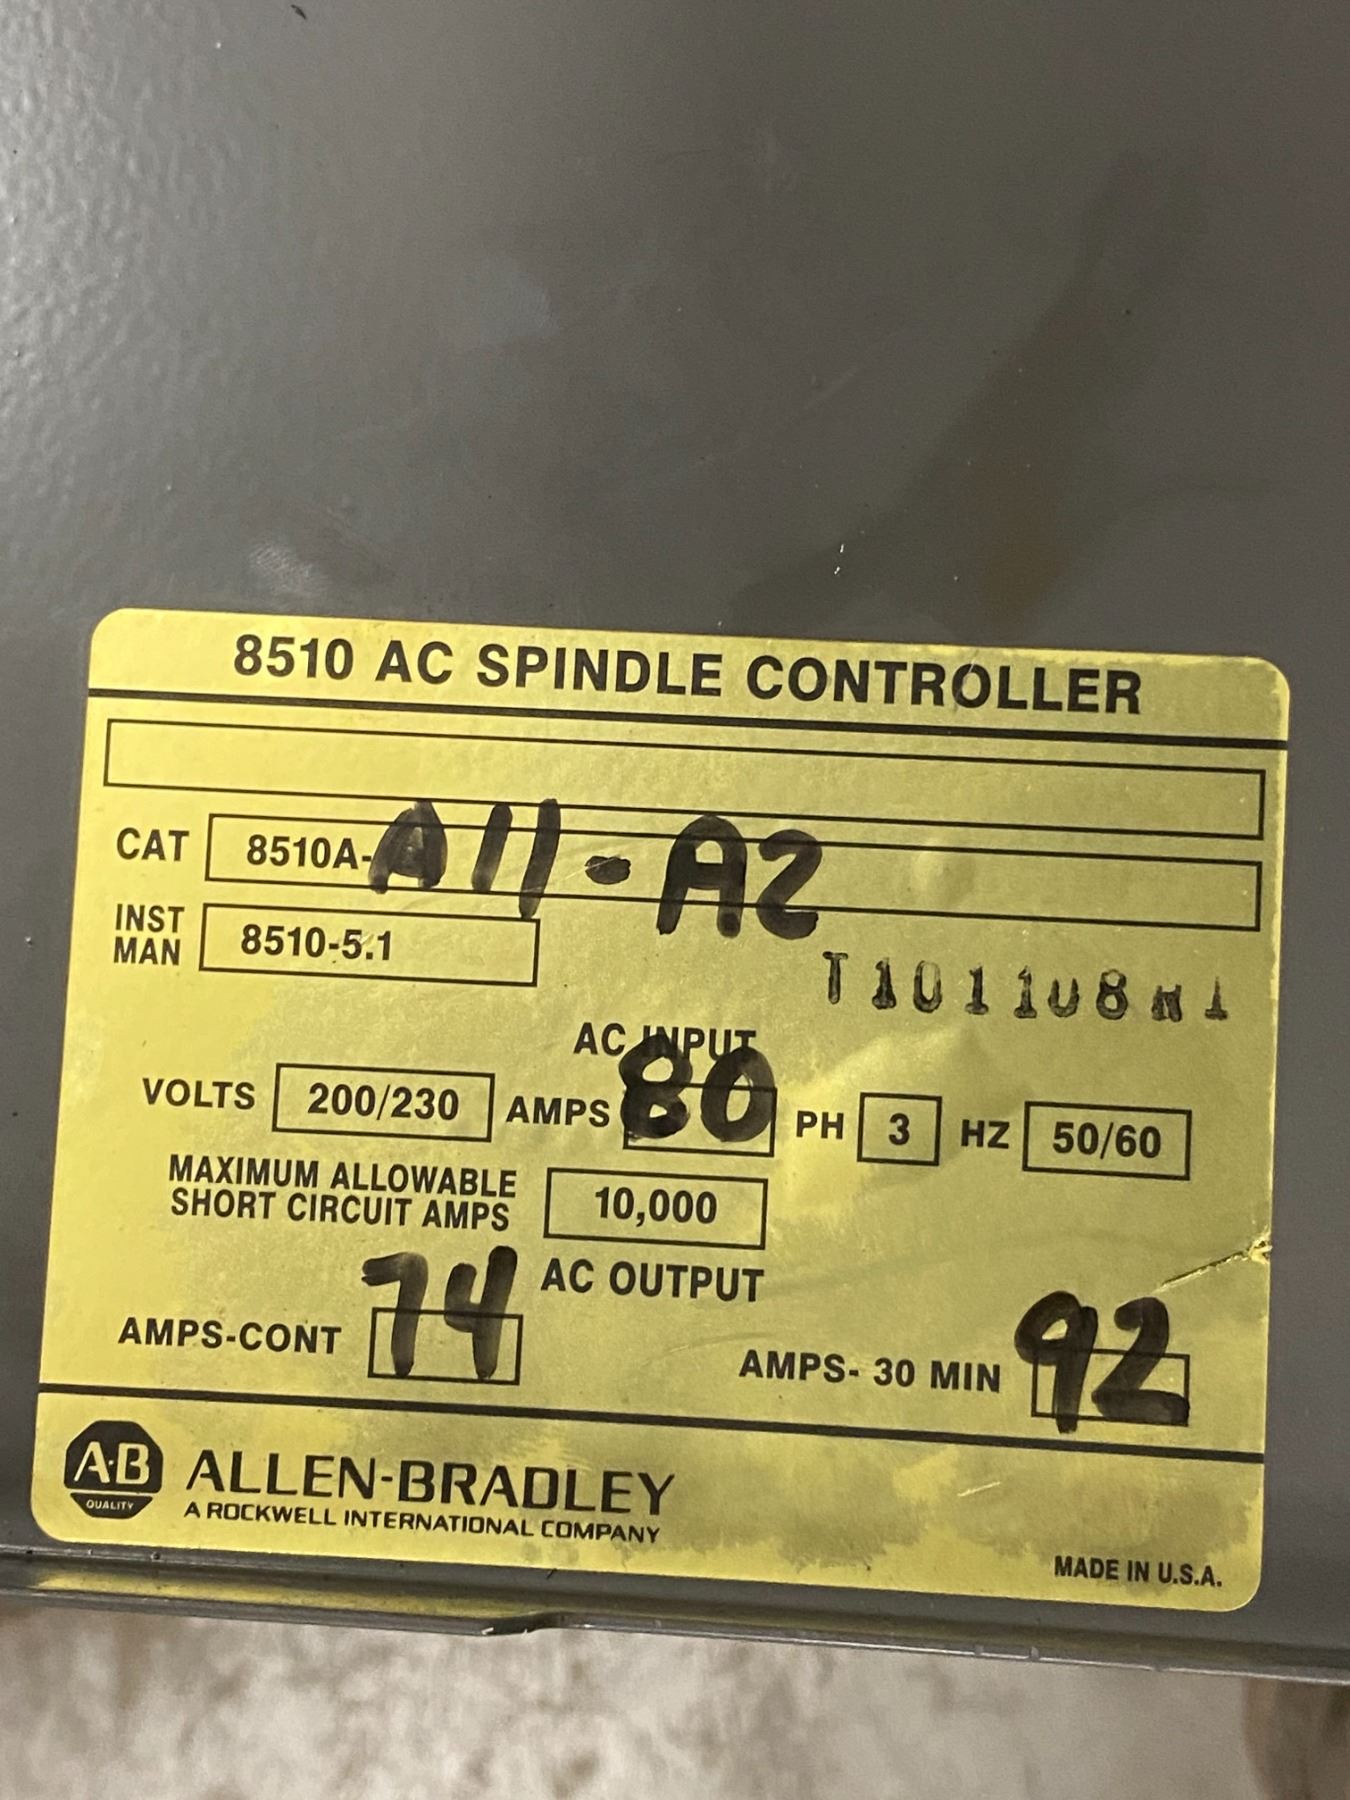 8510 AC SPINDLE CONTROLLER
CAT 8510A-A11-A2
INST MAN 8510-5.1
AC INPUT
VOLTS 200/230 AMPS 80 PH 3 HZ 50/60
MAXIMUM ALLOWABLE
SHORT CIRCUIT AMPS 10,000
AC OUTPUT
AMPS-CONT 74 AMPS- 30 MIN 92
A·B QUALITY
ALLEN-BRADLEY
A ROCKWELL INTERNATIONAL COMPANY
MADE IN U.S.A.